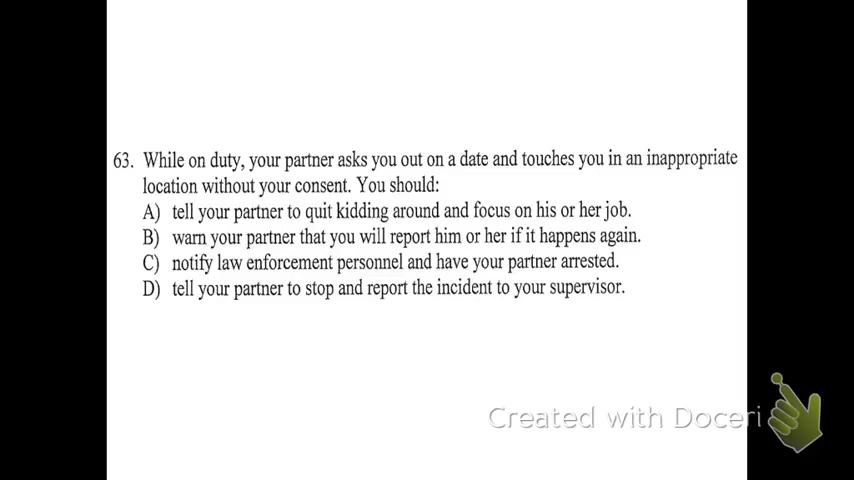 63. While on duty, your partner asks you out on a date and touches you in an inappropriate
location without your consent. You should:
A) tell your partner to quit kidding around and focus on his or her job.
B) warn your partner that you will report him or her if it happens again.
C) notify law enforcement personnel and have your partner arrested.
D) tell your partner to stop and report the incident to your supervisor.
Created with Doceri